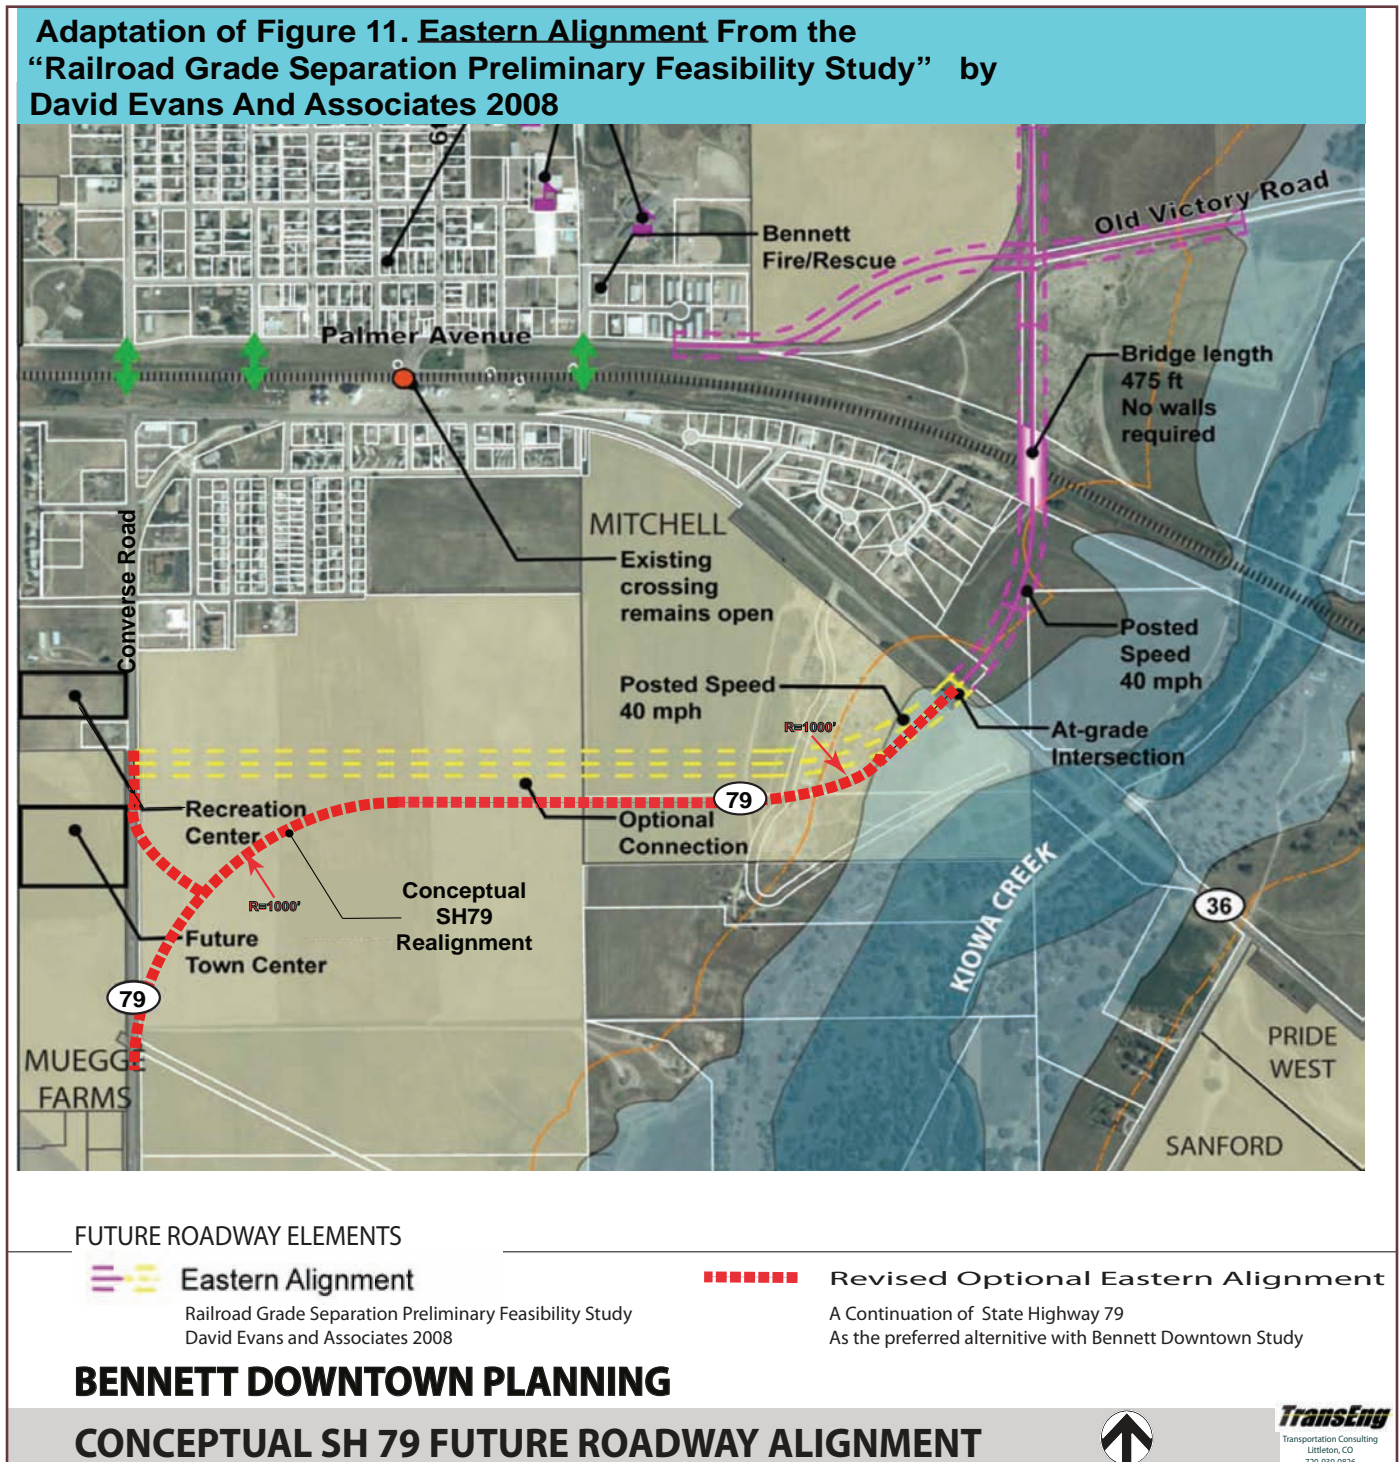 Adaptation of Figure 11. Eastern Alignment From the
“Railroad Grade Separation Preliminary Feasibility Study” by
David Evans And Associates 2008
Old Victory Road
Bennett
Fire/Rescue
Palmer Avenue
Bridge length
475 ft
No walls
required
MITCHELL
Existing
crossing
remains open
Converse Road
Posted
Speed
40 mph
Posted Speed
40 mph
R=1000'
At-grade
Intersection
79
Recreation
Center
Optional
Connection
R=1000'
Conceptual
SH79
Realignment
KIOWA CREEK
36
Future
Town Center
79
MUEGGE
FARMS
PRIDE
WEST
SANFORD
FUTURE ROADWAY ELEMENTS
Eastern Alignment
Railroad Grade Separation Preliminary Feasibility Study
David Evans and Associates 2008
Revised Optional Eastern Alignment
A Continuation of State Highway 79
As the preferred alternitive with Bennett Downtown Study
BENNETT DOWNTOWN PLANNING
CONCEPTUAL SH 79 FUTURE ROADWAY ALIGNMENT
TransEng
Transportation Consulting
Littleton, CO